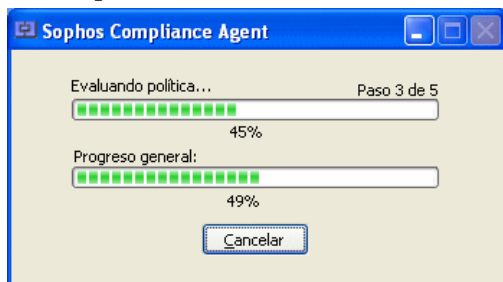 Sophos Compliance Agent
Evaluando política...
Paso 3 de 5
45%
Progreso general:
49%
Cancelar